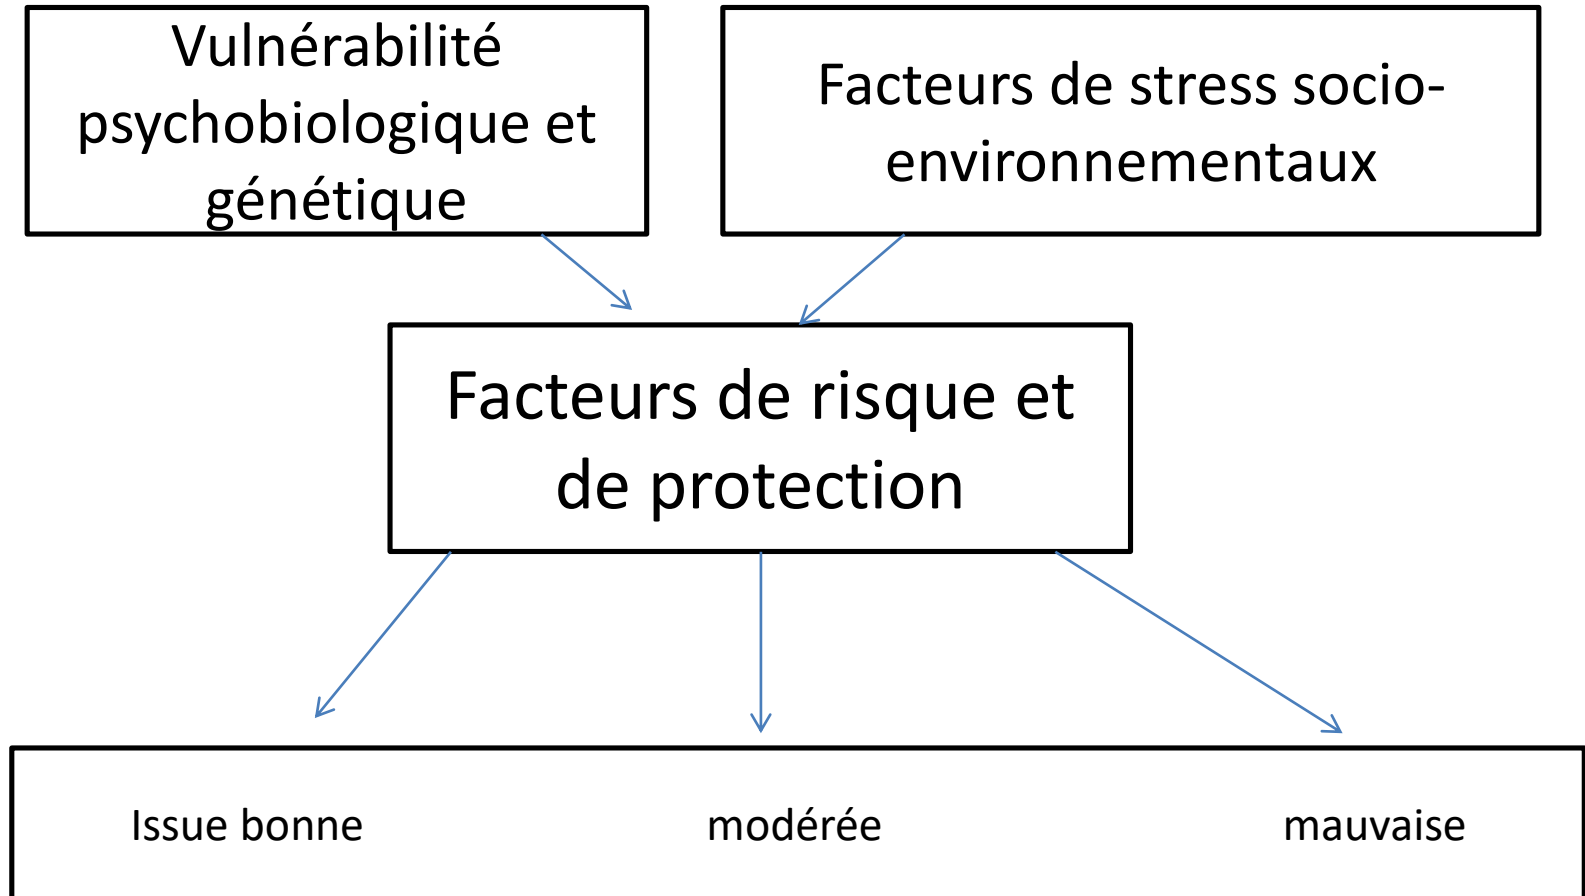 Vulnérabilité
psychobiologique et
génétique
Facteurs de stress socio-
environnementaux
Facteurs de risque et
de protection
Issue bonne
modérée
mauvaise